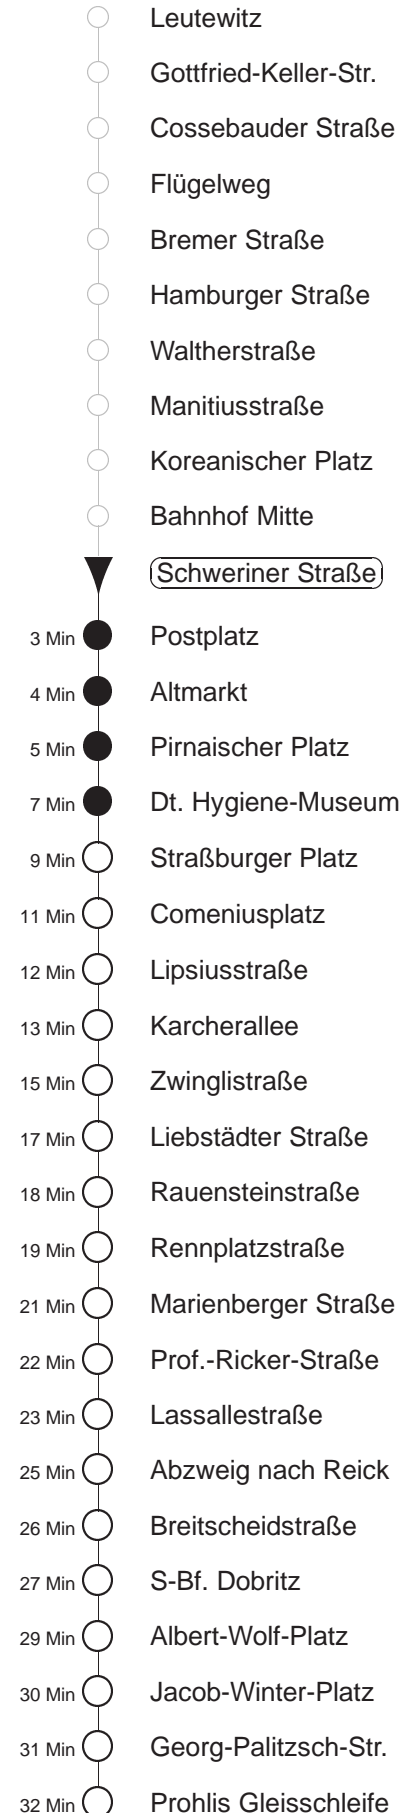 Leutewitz
Gottfried-Keller-Str.
Cossebauder Straße
Flügelweg
Bremer Straße
Hamburger Straße
Waltherstraße
Manitiusstraße
Koreanischer Platz
Bahnhof Mitte
Schweriner Straße
3 Min Postplatz
4 Min Altmarkt
5 Min Pirnaischer Platz
7 Min Dt. Hygiene-Museum
9 Min Straßburger Platz
11 Min Comeniusplatz
12 Min Lipsiusstraße
13 Min Karcherallee
15 Min Zwinglistraße
17 Min Liebstädter Straße
18 Min Rauensteinstraße
19 Min Rennplatzstraße
21 Min Marienberger Straße
22 Min Prof.-Ricker-Straße
23 Min Lassallestraße
25 Min Abzweig nach Reick
26 Min Breitscheidstraße
27 Min S-Bf. Dobritz
29 Min Albert-Wolf-Platz
30 Min Jacob-Winter-Platz
31 Min Georg-Palitzsch-Str.
32 Min Prohlis Gleisschleife